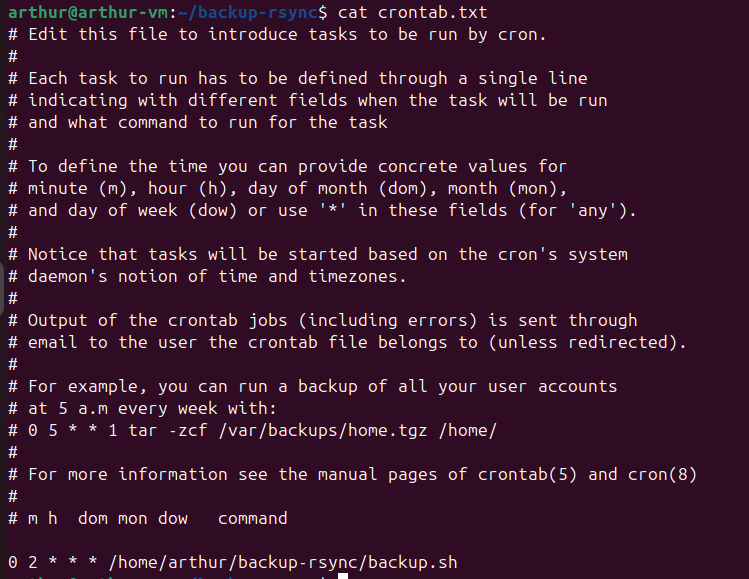 arthur@arthur-vm:~/backup-rsync$ cat crontab.txt
# Edit this file to introduce tasks to be run by cron.
#
# Each task to run has to be defined through a single line
# indicating with different fields when the task will be run
# and what command to run for the task
#
# To define the time you can provide concrete values for
# minute (m), hour (h), day of month (dom), month (mon),
# and day of week (dow) or use '*' in these fields (for 'any').
#
# Notice that tasks will be started based on the cron's system
# daemon's notion of time and timezones.
#
# Output of the crontab jobs (including errors) is sent through
# email to the user the crontab file belongs to (unless redirected).
#
# For example, you can run a backup of all your user accounts
# at 5 a.m every week with:
# 0 5 * * 1 tar -zcf /var/backups/home.tgz /home/
#
# For more information see the manual pages of crontab(5) and cron(8)
#
# m h  dom mon dow   command
0 2 * * * /home/arthur/backup-rsync/backup.sh